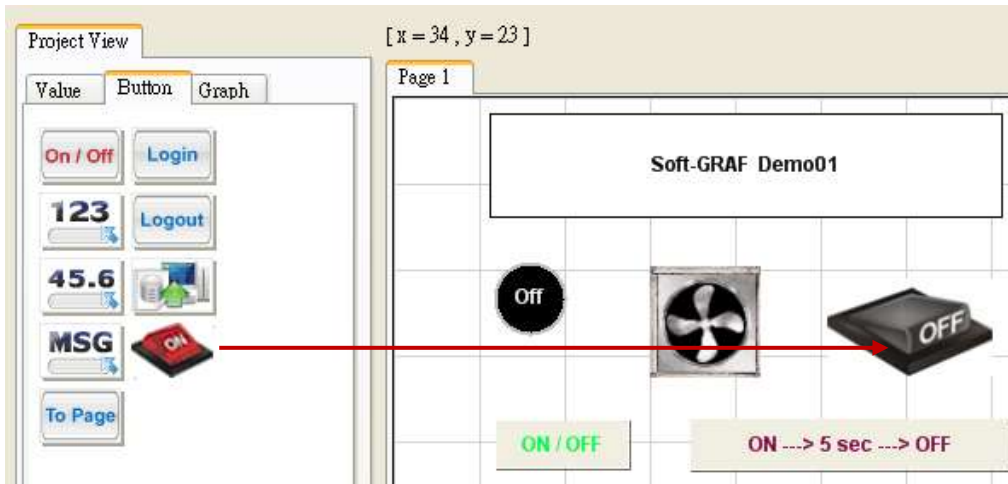 Project View
Value Button Graph
On / Off Login
123 Logout
45.6
MSG ON
To Page
[ x = 34 , y = 23 ]
Page 1
Soft-GRAF Demo01
Off
OFF
ON / OFF
ON ---> 5 sec ---> OFF